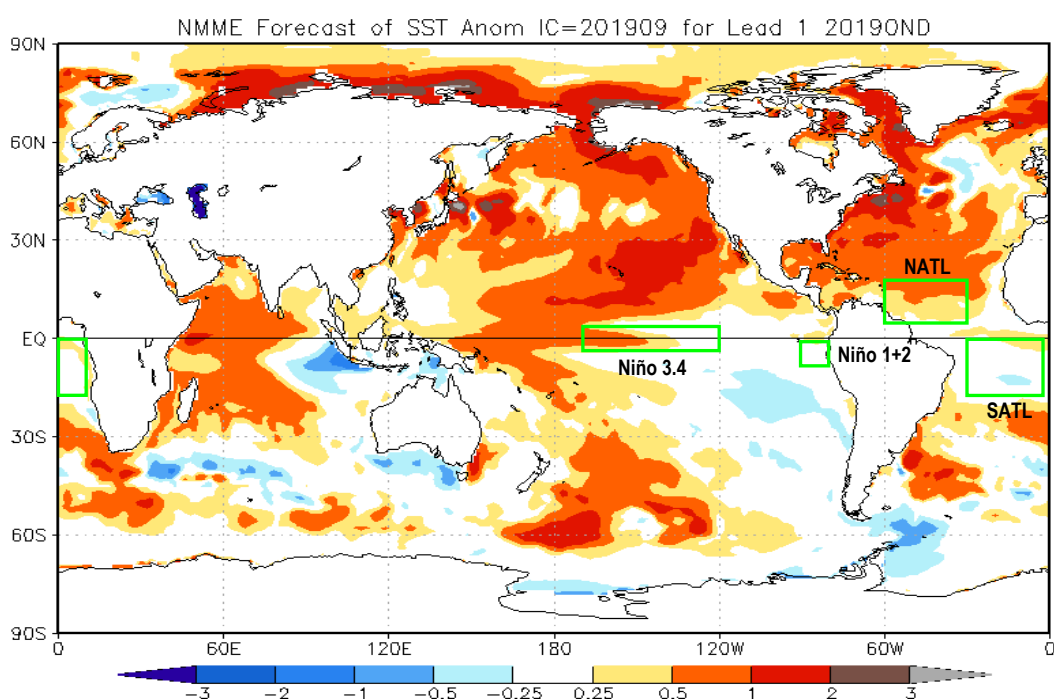 NMME Forecast of SST Anom IC=201909 for Lead 1 2019OND
90N
60N
30N
EQ
30S
60S
90S
NATL
Niño 3.4
Niño 1+2
SATL
0 60E 180 120W 60W 0
-3 -2 -1 -0.5 -0.25 0.25 0.5 1 2 3